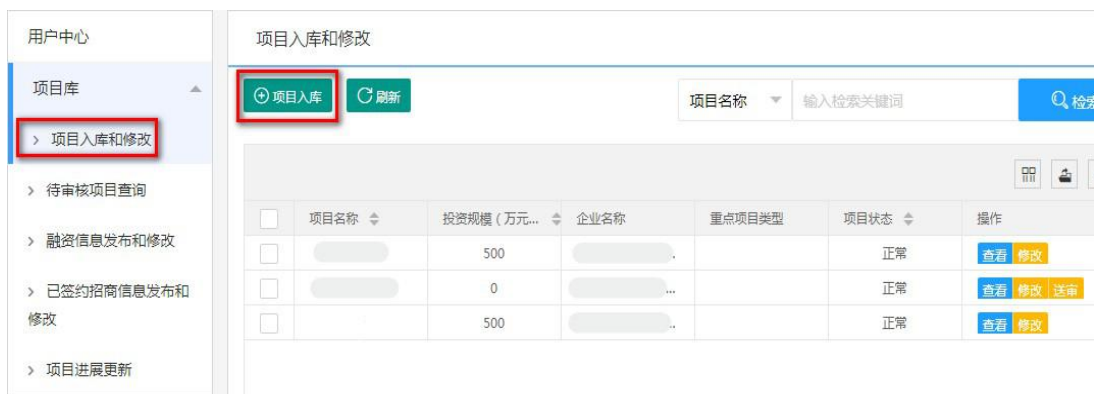 用户中心
项目库
> 项目入库和修改
> 待审核项目查询
> 融资信息发布和修改
> 已签约招商信息发布和
修改
> 项目进展更新
项目入库和修改
项目入库 刷新 项目名称 输入检索关键词 检索
项目名称 投资规模（万元... 企业名称 重点项目类型 项目状态 操作
500 . 正常 查看 修改
0 ... 正常 查看 修改 送审
500 .. 正常 查看 修改